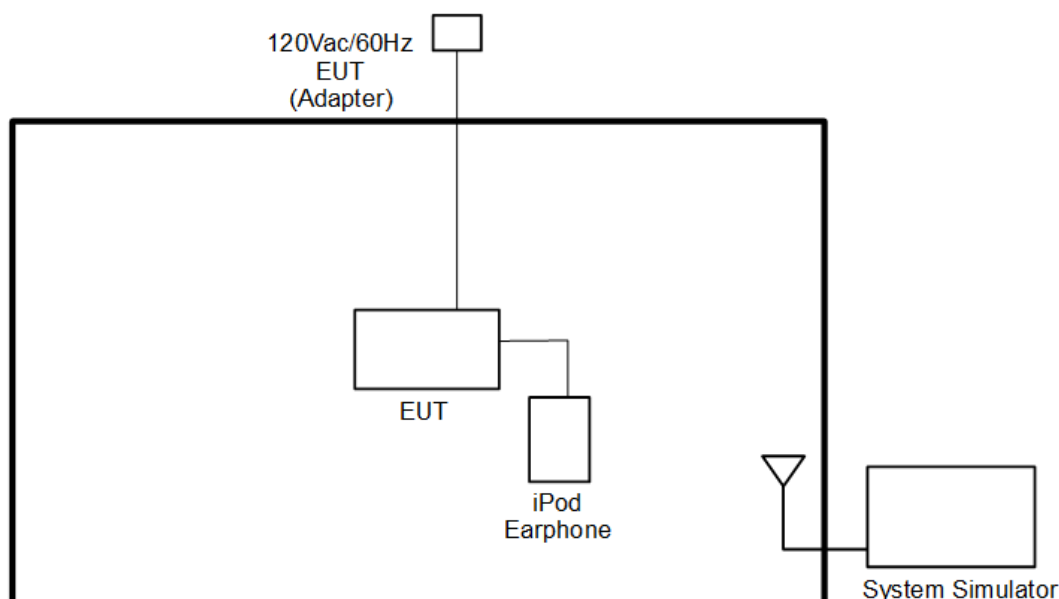 120Vac/60Hz
EUT
(Adapter)
EUT
iPod
Earphone
System Simulator